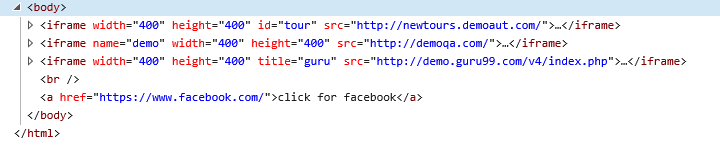 <body>
<iframe width="400" height="400" id="tour" src="http://newtours.demoaut.com/">…</iframe>
<iframe name="demo" width="400" height="400" src="http://demoqa.com/">…</iframe>
<iframe width="400" height="400" title="guru" src="http://demo.guru99.com/v4/index.php">…</iframe>
<br />
<a href="https://www.facebook.com/">click for facebook</a>
</body>
</html>